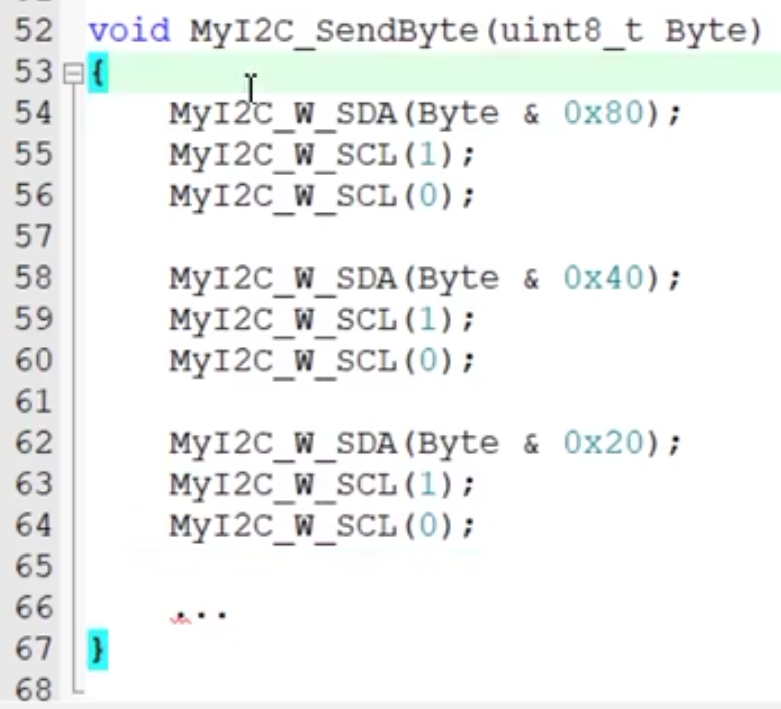 52 void MyI2C_SendByte(uint8_t Byte)
53 {
54 MyI2C_W_SDA(Byte & 0x80);
55 MyI2C_W_SCL(1);
56 MyI2C_W_SCL(0);
57
58 MyI2C_W_SDA(Byte & 0x40);
59 MyI2C_W_SCL(1);
60 MyI2C_W_SCL(0);
61
62 MyI2C_W_SDA(Byte & 0x20);
63 MyI2C_W_SCL(1);
64 MyI2C_W_SCL(0);
65
66 ...
67 }
68